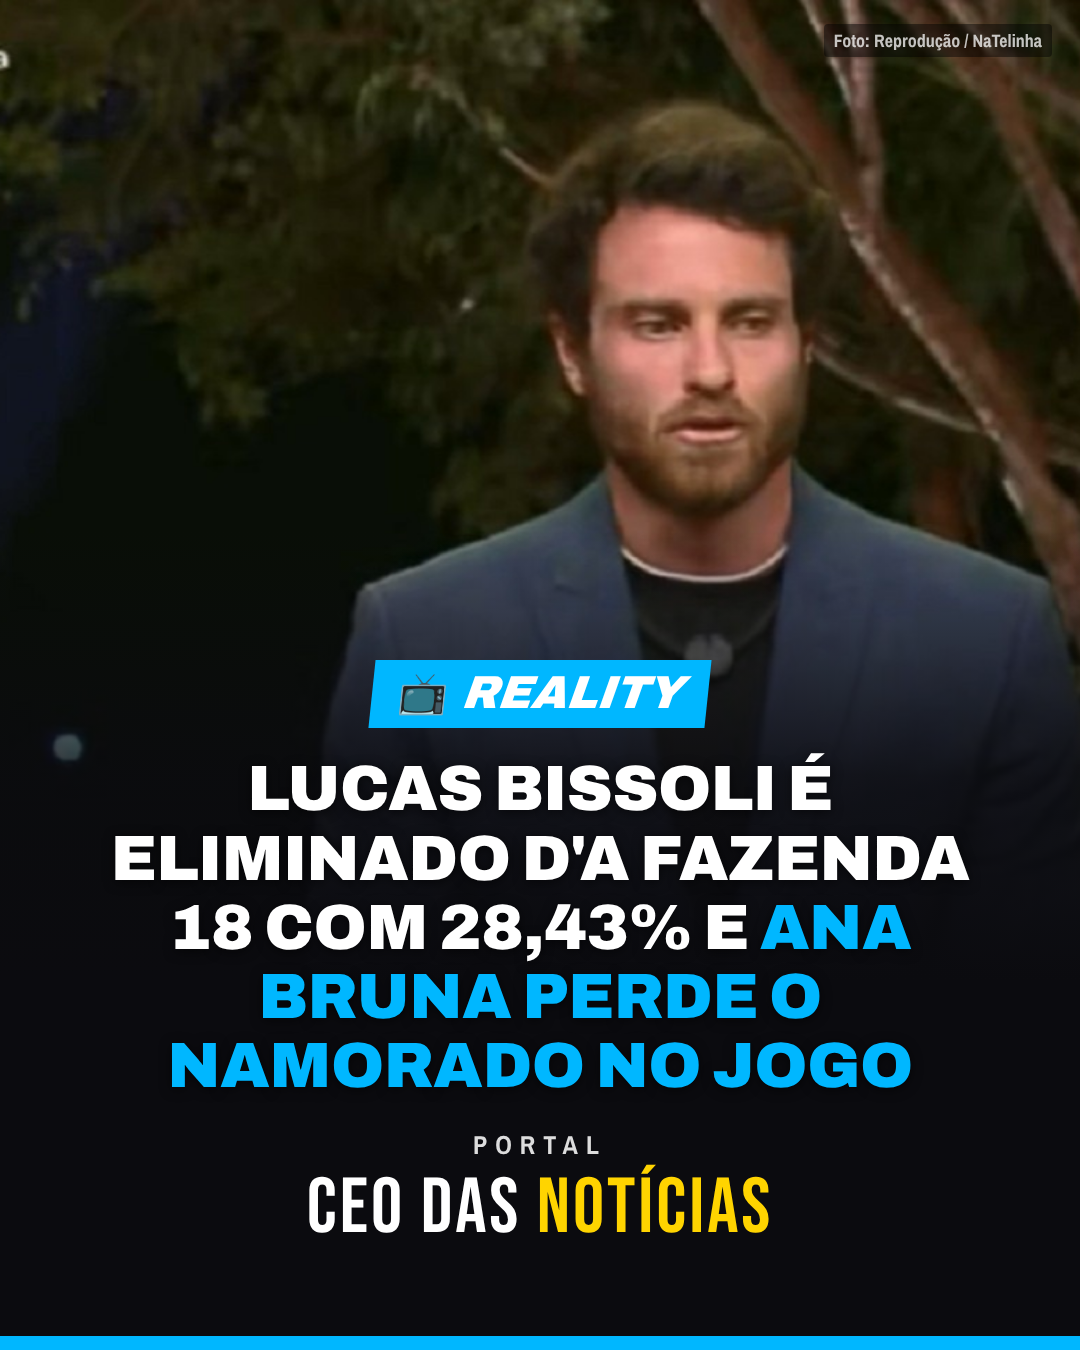 Foto: Reprodução / NaTelinha
a
REALITY
LUCAS BISSOLI É
ELIMINADO D'A FAZENDA
18 COM 28,43% E ANA
BRUNA PERDE O
NAMORADO NO JOGO
PORTAL
CEO DAS NOTÍCIAS